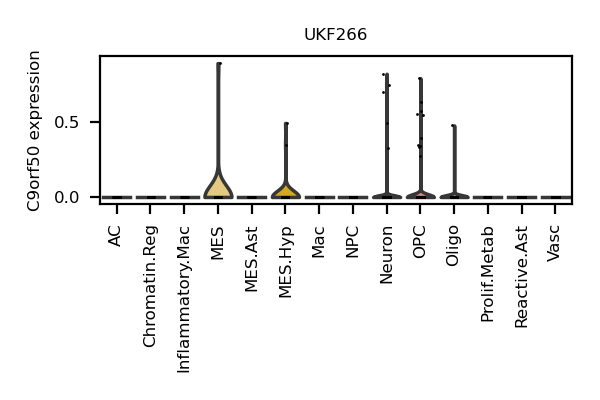 UKF266
C9orf50 expression
0.5
0.0
AC
Chromatin.Reg
Inflammatory.Mac
MES
MES.Ast
MES.Hyp
Mac
NPC
Neuron
OPC
Oligo
Prolif.Metab
Reactive.Ast
Vasc